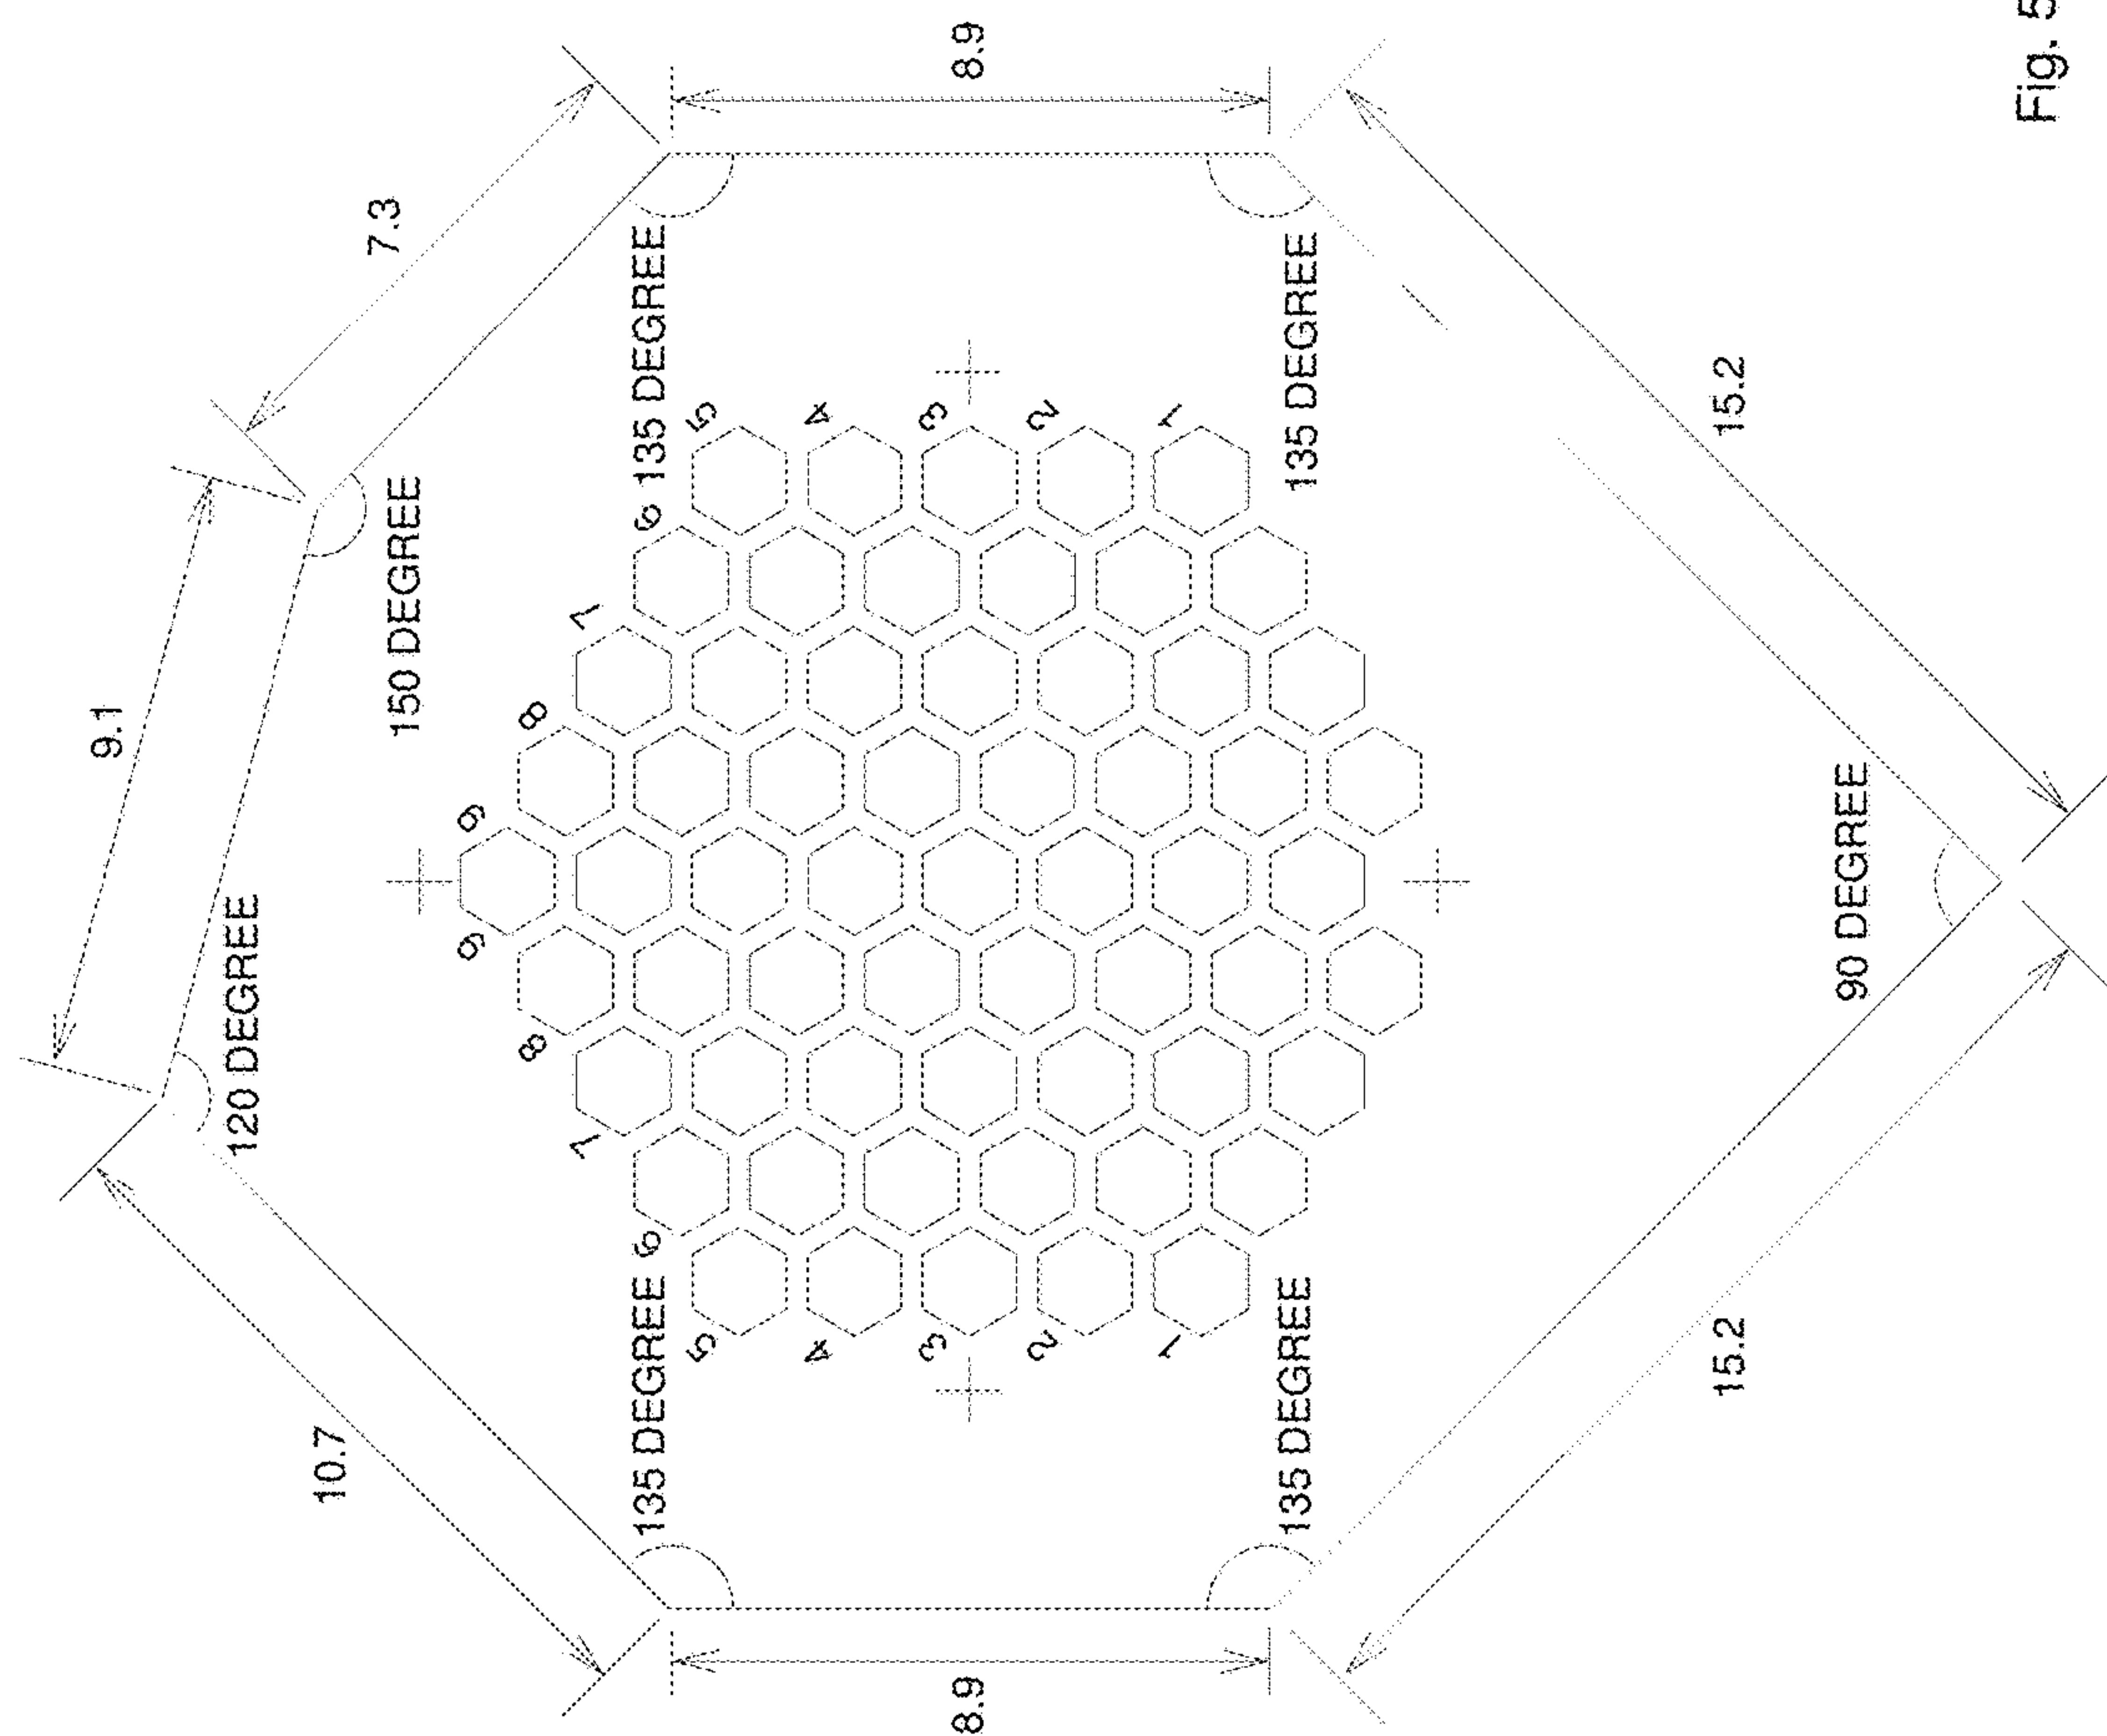 9.1
120 DEGREE
10.7
7.3
150 DEGREE
9 9
8 8
7 7
135 DEGREE 6 6 135 DEGREE
5 5
4 4
3 3
8.9 8.9
2 2
1 1
135 DEGREE 135 DEGREE
15.2 15.2
90 DEGREE
Fig. 5